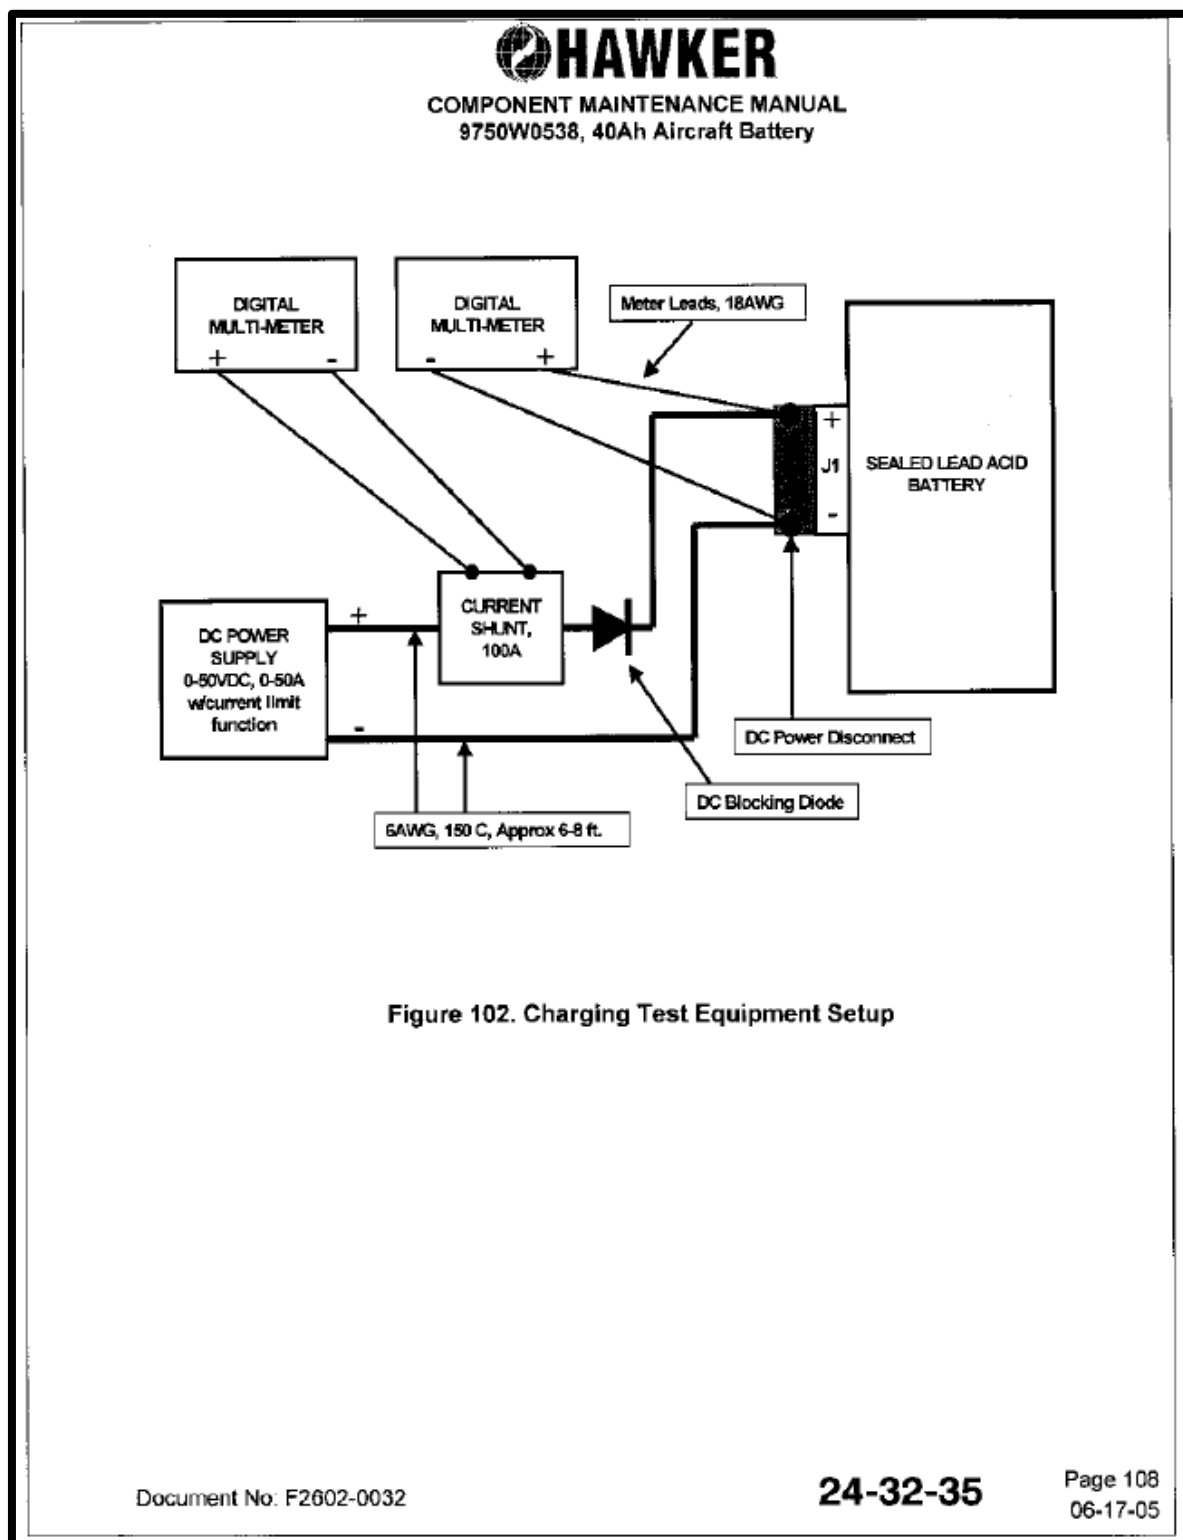 HAWKER
COMPONENT MAINTENANCE MANUAL
9750W0538, 40Ah Aircraft Battery
DIGITAL
MULTI-METER
+ -
DIGITAL
MULTI-METER
- +
Meter Leads, 18AWG
+
J1
-
SEALED LEAD ACID
BATTERY
DC POWER
SUPPLY
0-50VDC, 0-50A
w/current limit
function
+
-
CURRENT
SHUNT,
100A
DC Power Disconnect
DC Blocking Diode
6AWG, 150 C, Approx 6-8 ft.
Figure 102. Charging Test Equipment Setup
Document No: F2602-0032
24-32-35
Page 108
06-17-05